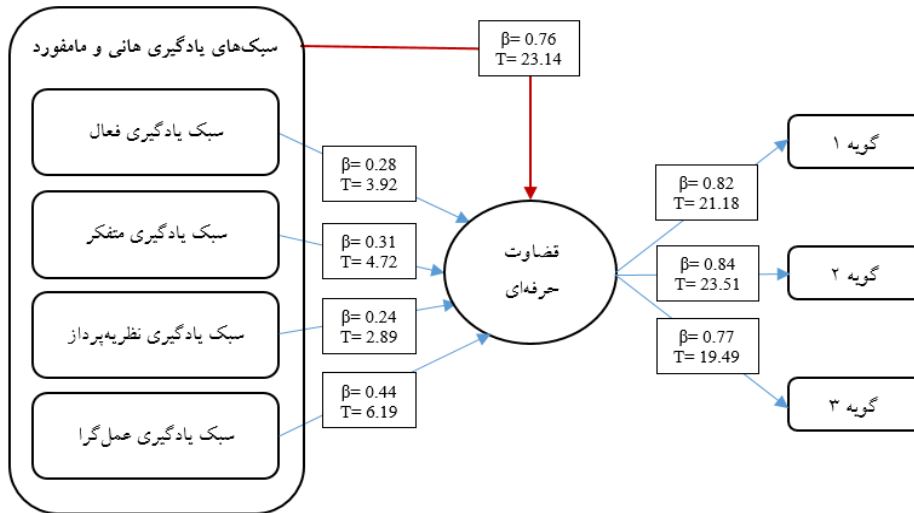 سبک‌های یادگیری هانی و مامفورد
β= 0.76
T= 23.14
سبک یادگیری فعال
سبک یادگیری متفکر
سبک یادگیری نظریه‌پرداز
سبک یادگیری عمل‌گرا
β= 0.28
T= 3.92
β= 0.31
T= 4.72
β= 0.24
T= 2.89
β= 0.44
T= 6.19
قضاوت
حرفه‌ای
β= 0.82
T= 21.18
β= 0.84
T= 23.51
β= 0.77
T= 19.49
گویه ۱
گویه ۲
گویه ۳